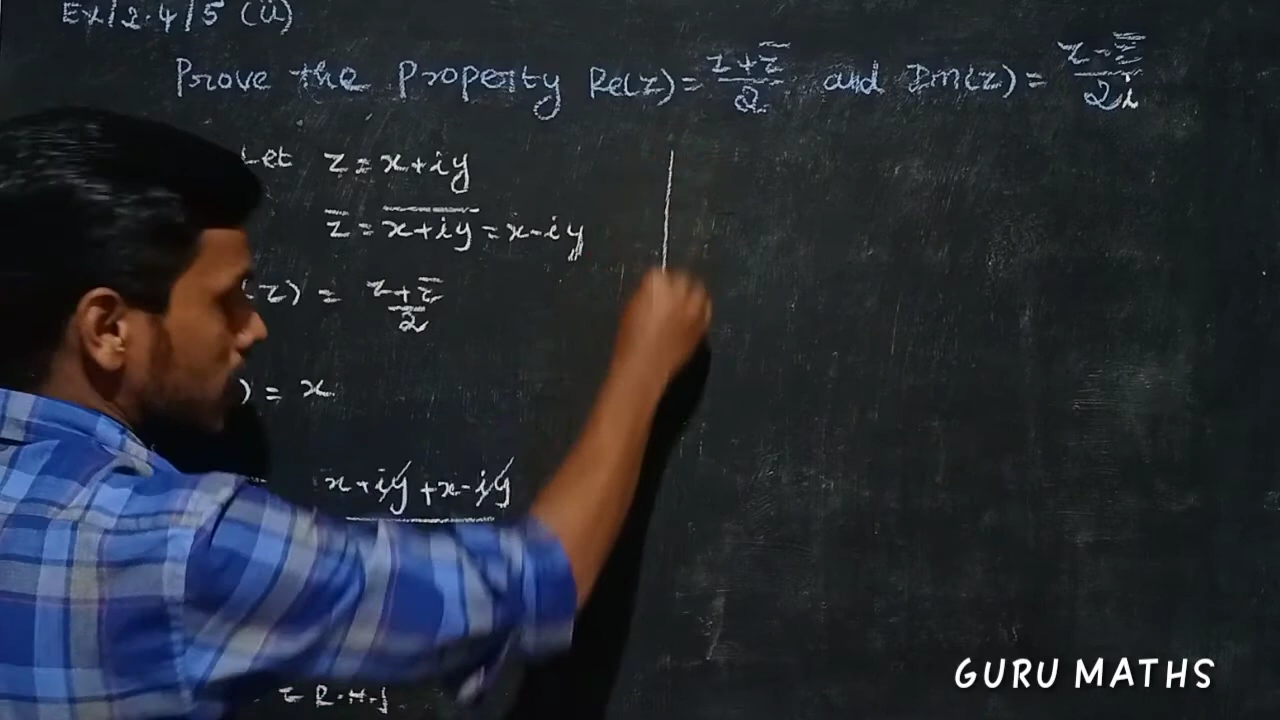 Ex/2.4/5 (ii)
Prove the Property Re(z) = z+z̅/2 and Im(z) = z-z̅/2i
Let z = x+iy
z̅ = \overline{x+iy} = x-iy
(z) = z+z̅/2
) = x
x+iy+x-iy
= R.H.S
GURU MATHS